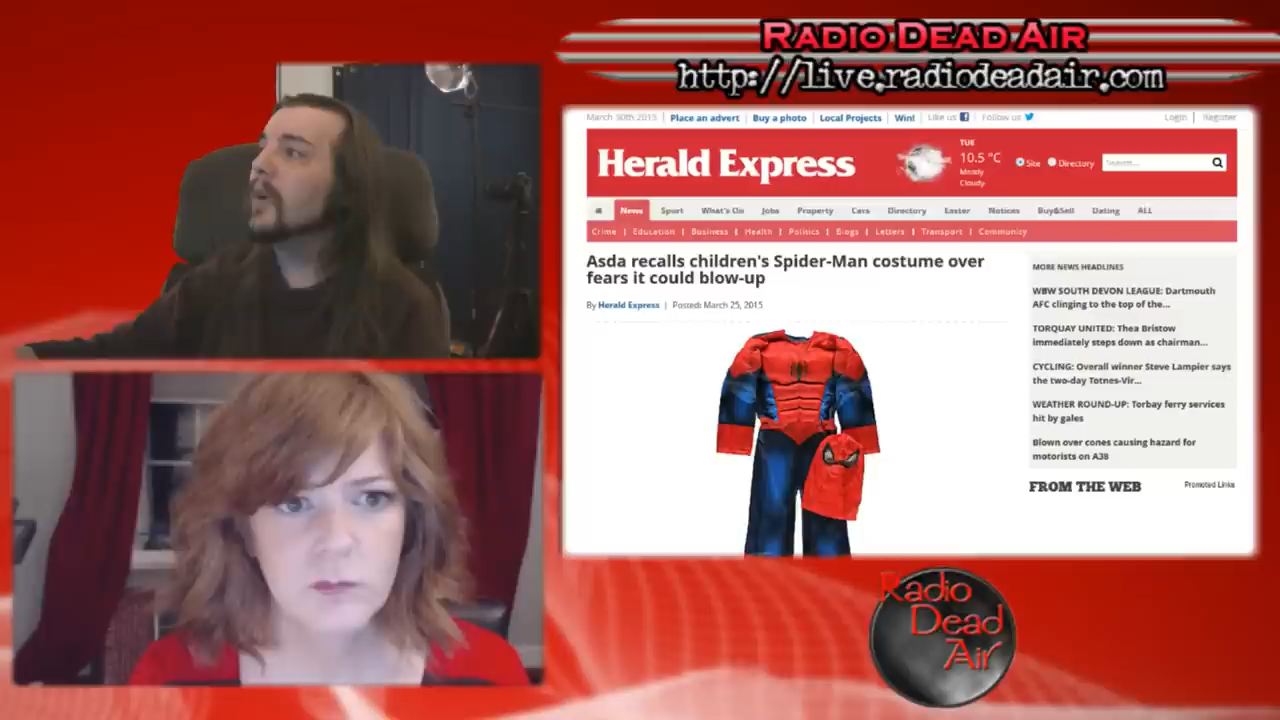 Radio Dead Air
http://live.radiodeadair.com
March 30th 2015 | Place an advert | Buy a photo | Local Projects | Win! | Like us | Follow us
Login | Register
Herald Express
TUE
10.5 °C
Mostly
Cloudy
Site
Directory
Search...
News Sport What's On Jobs Property Cars Directory Easter Notices Buy&Sell Dating ALL
Crime | Education | Business | Health | Politics | Blogs | Letters | Transport | Community
Asda recalls children's Spider-Man costume over
fears it could blow-up
By Herald Express | Posted: March 25, 2015
MORE NEWS HEADLINES
WBW SOUTH DEVON LEAGUE: Dartmouth
AFC clinging to the top of the...
TORQUAY UNITED: Thea Bristow
immediately steps down as chairman...
CYCLING: Overall winner Steve Lampier says
the two-day Totnes-Vir...
WEATHER ROUND-UP: Torbay ferry services
hit by gales
Blown over cones causing hazard for
motorists on A38
FROM THE WEB
Promoted Links
Radio
Dead
Air